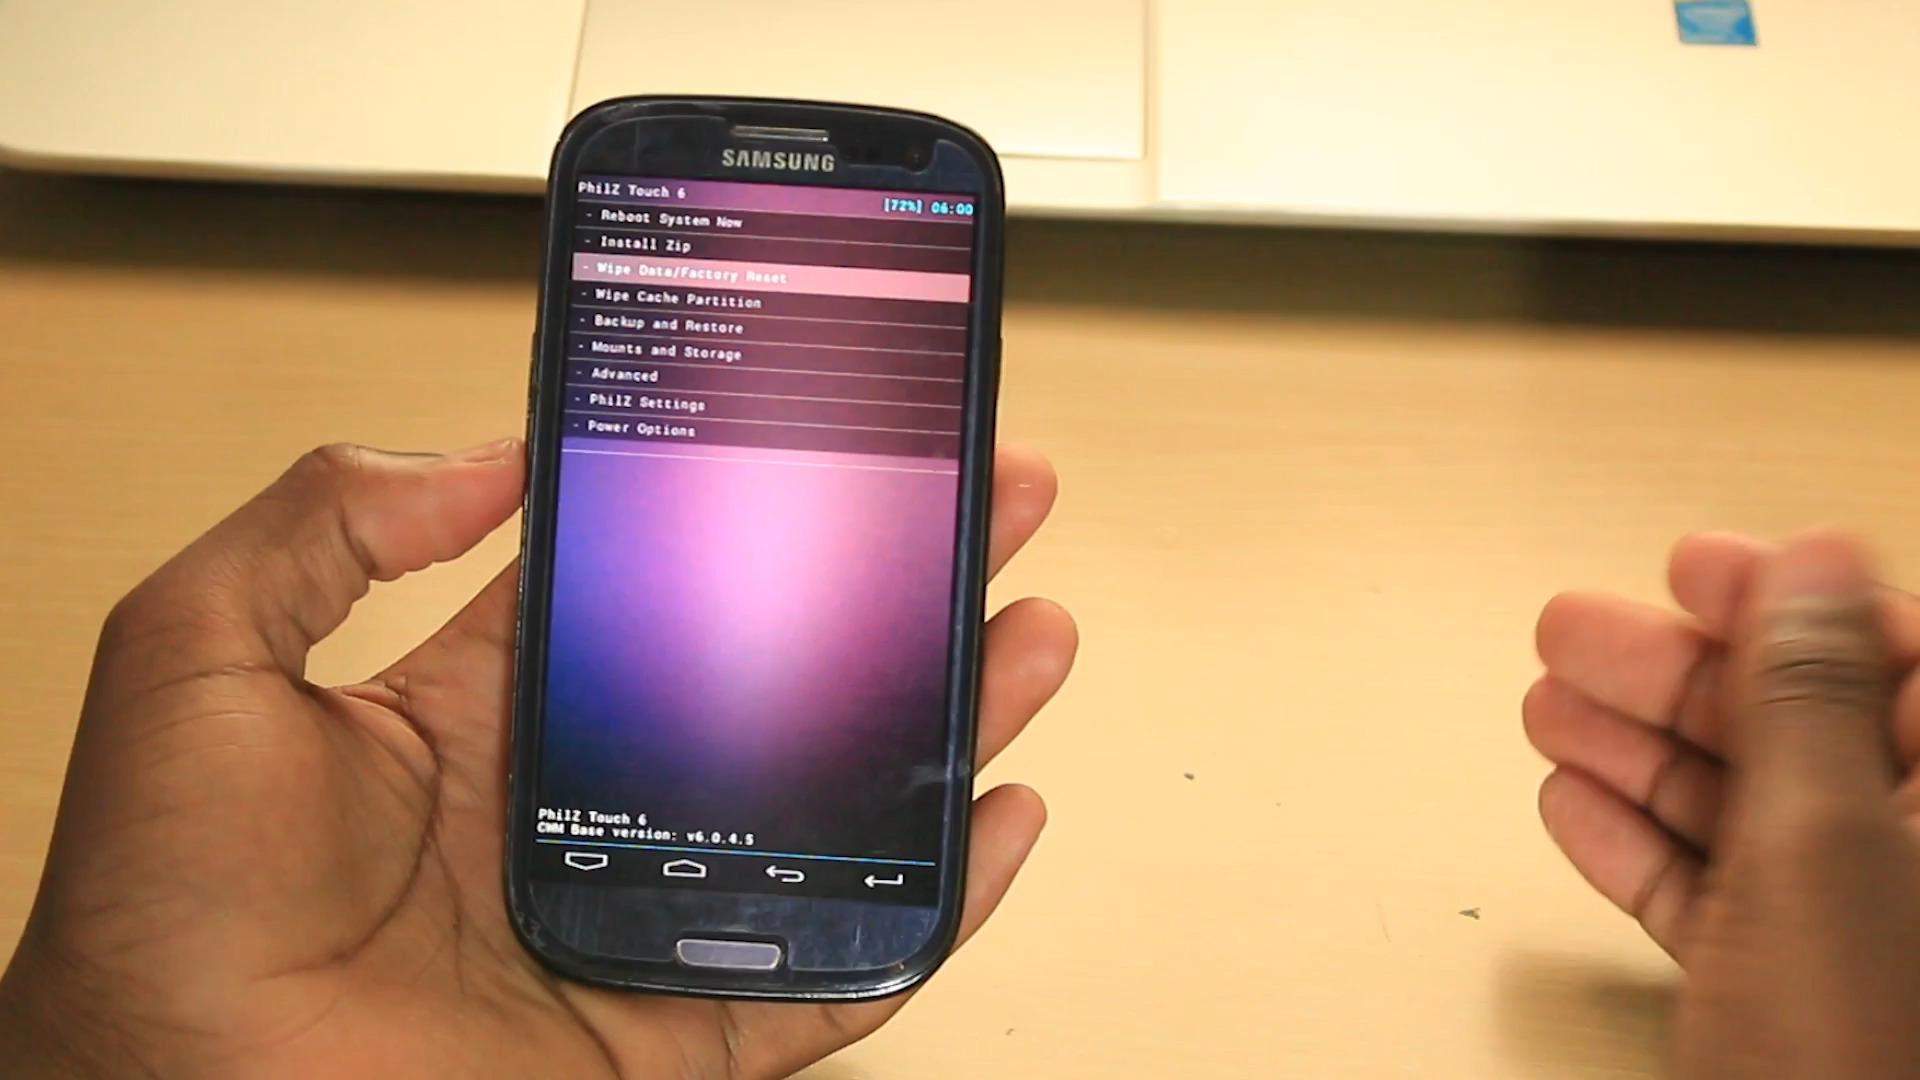 SAMSUNG
PhilZ Touch 6
[72%] 06:00
- Reboot System Now
- Install Zip
- Wipe Data/Factory Reset
- Wipe Cache Partition
- Backup and Restore
- Mounts and Storage
- Advanced
- PhilZ Settings
- Power Options
PhilZ Touch 6
CWM Base version: v6.0.4.5